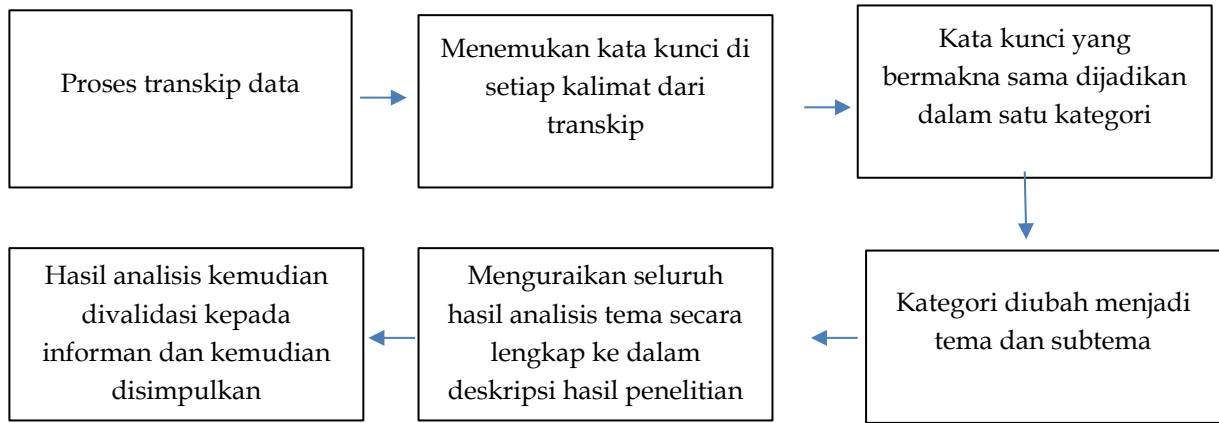 Proses transkip data
Menemukan kata kunci di
setiap kalimat dari
transkip
Kata kunci yang
bermakna sama dijadikan
dalam satu kategori
Kategori diubah menjadi
tema dan subtema
Menguraikan seluruh
hasil analisis tema secara
lengkap ke dalam
deskripsi hasil penelitian
Hasil analisis kemudian
divalidasi kepada
informan dan kemudian
disimpulkan